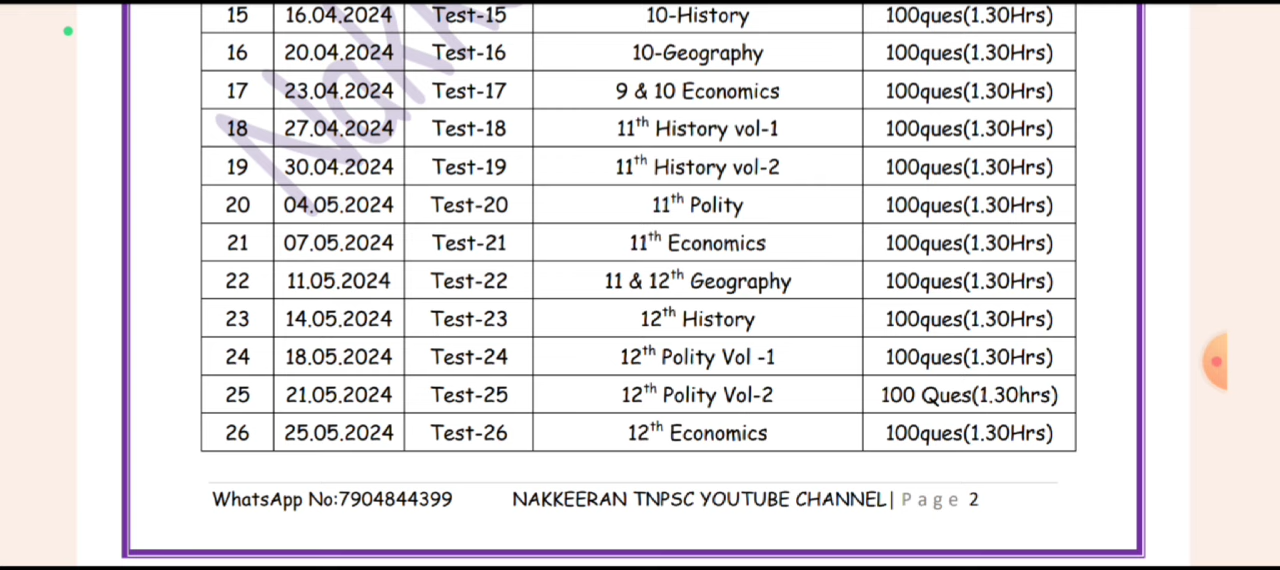 15 16.04.2024 Test-15 10-History 100ques(1.30Hrs)
16 20.04.2024 Test-16 10-Geography 100ques(1.30Hrs)
17 23.04.2024 Test-17 9 & 10 Economics 100ques(1.30Hrs)
18 27.04.2024 Test-18 11th History vol-1 100ques(1.30Hrs)
19 30.04.2024 Test-19 11th History vol-2 100ques(1.30Hrs)
20 04.05.2024 Test-20 11th Polity 100ques(1.30Hrs)
21 07.05.2024 Test-21 11th Economics 100ques(1.30Hrs)
22 11.05.2024 Test-22 11 & 12th Geography 100ques(1.30Hrs)
23 14.05.2024 Test-23 12th History 100ques(1.30Hrs)
24 18.05.2024 Test-24 12th Polity Vol -1 100ques(1.30Hrs)
25 21.05.2024 Test-25 12th Polity Vol-2 100 Ques(1.30hrs)
26 25.05.2024 Test-26 12th Economics 100ques(1.30Hrs)
WhatsApp No:7904844399 NAKKEERAN TNPSC YOUTUBE CHANNEL| Page 2